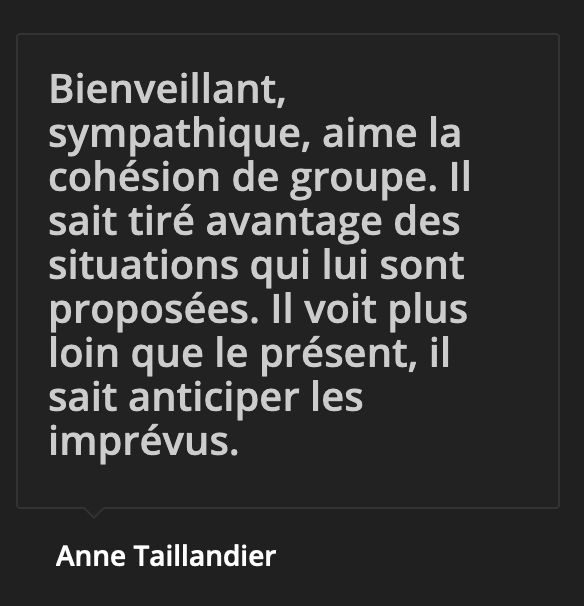 Bienveillant,
sympathique, aime la
cohésion de groupe. Il
sait tiré avantage des
situations qui lui sont
proposées. Il voit plus
loin que le présent, il
sait anticiper les
imprévus.
Anne Taillandier